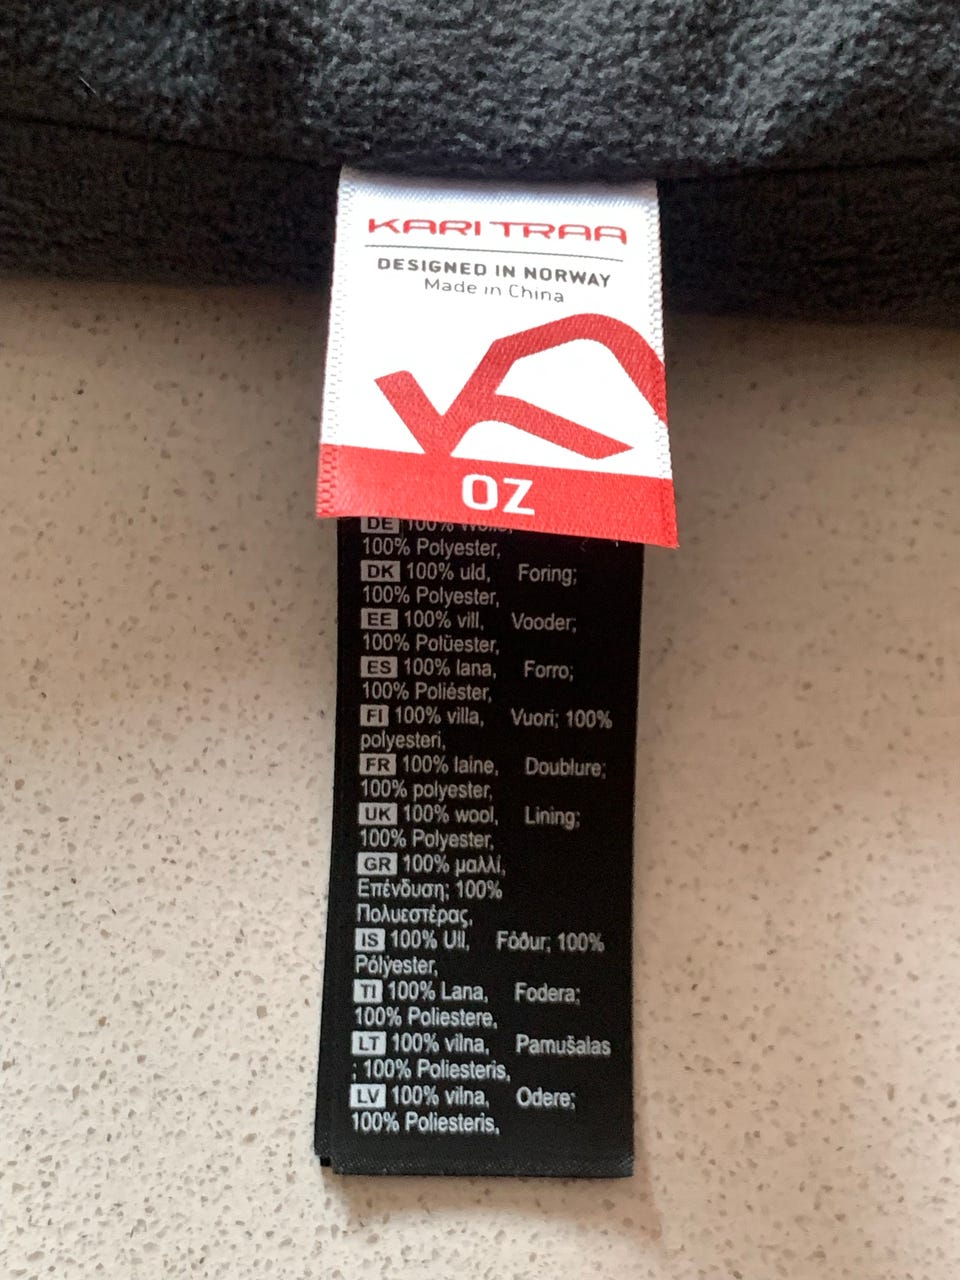 KARI TRAA
DESIGNED IN NORWAY
Made in China
OZ
DE 100%
100% Polyester,
DK 100% uld, Foring;
100% Polyester,
EE 100% vill, Vooder;
100% Polüester,
ES 100% lana, Forro;
100% Poliéster,
FI 100% villa, Vuori; 100%
polyesteri,
FR 100% laine, Doublure;
100% polyester,
UK 100% wool, Lining;
100% Polyester,
GR 100% μαλλί,
Επένδυση; 100%
Πολυεστέρας,
IS 100% Ull, Fóður; 100%
Pólýester,
TI 100% Lana, Fodera;
100% Poliestere,
LT 100% vilna, Pamušalas
; 100% Poliesteris,
LV 100% vilna, Odere;
100% Poliesteris,